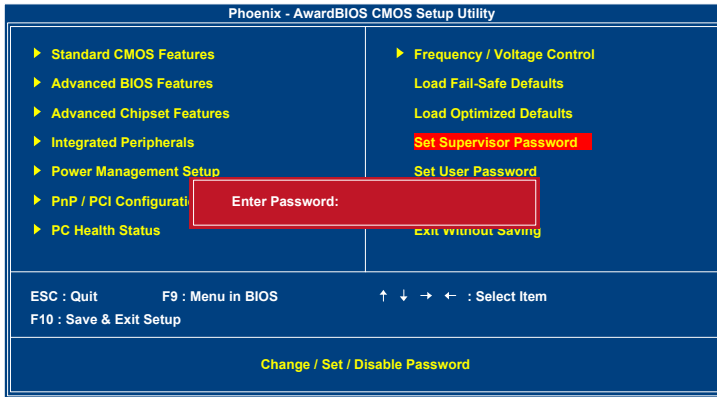 Phoenix - AwardBIOS CMOS Setup Utility
Standard CMOS Features
Advanced BIOS Features
Advanced Chipset Features
Integrated Peripherals
Power Management Setup
PnP / PCI Configurati
PC Health Status
Frequency / Voltage Control
Load Fail-Safe Defaults
Load Optimized Defaults
Set Supervisor Password
Set User Password
Exit Without Saving
Enter Password:
ESC : Quit F9 : Menu in BIOS ↑ ↓ → ← : Select Item
F10 : Save & Exit Setup
Change / Set / Disable Password